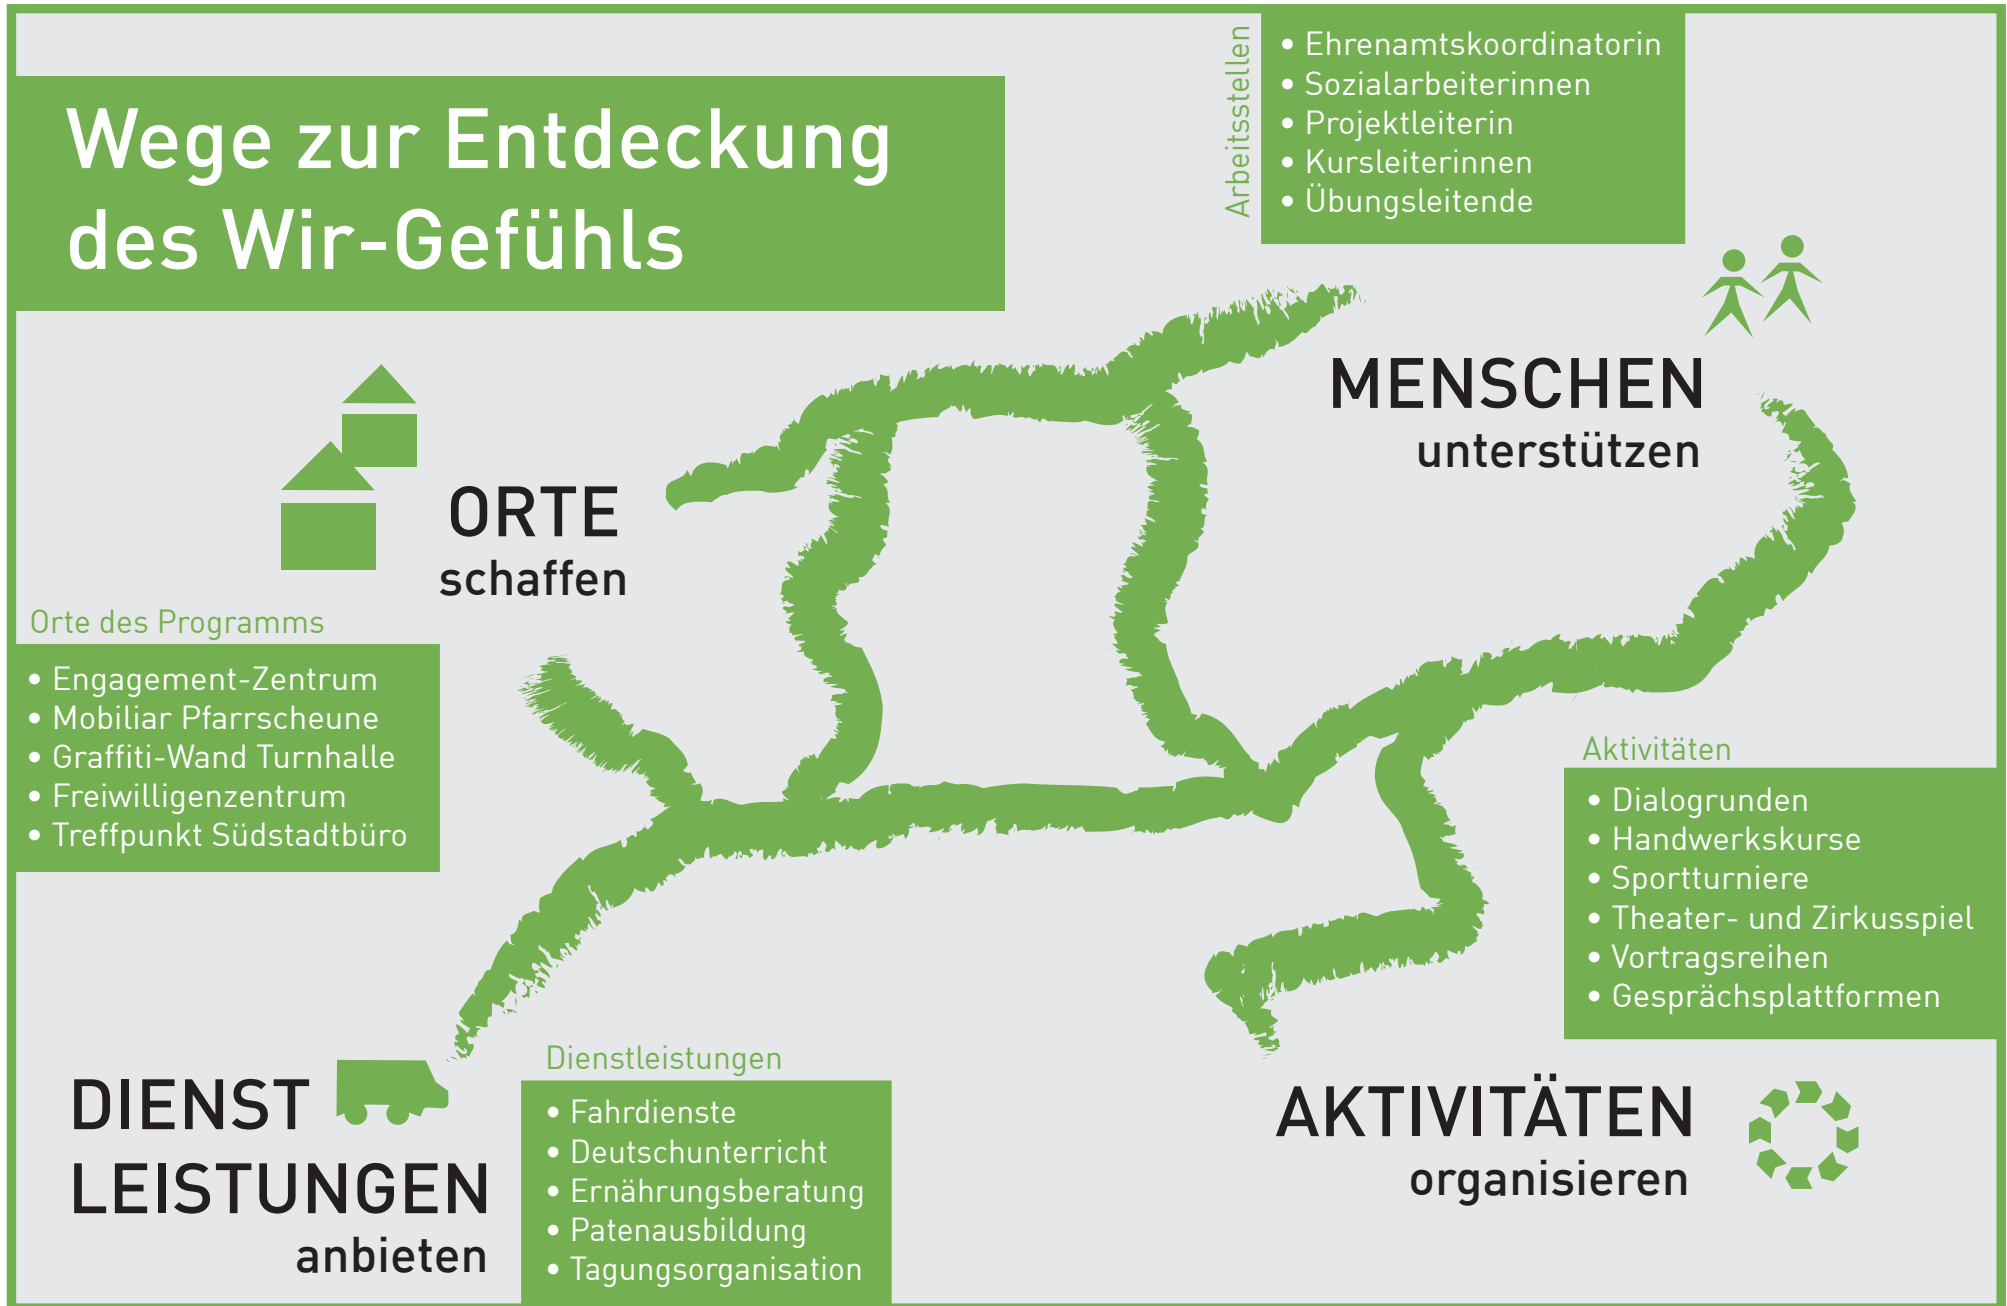 Wege zur Entdeckung
des Wir-Gefühls
Arbeitsstellen
• Ehrenamtskoordinatorin
• Sozialarbeiterinnen
• Projektleiterin
• Kursleiterinnen
• Übungsleitende
MENSCHEN
unterstützen
ORTE
schaffen
Orte des Programms
• Engagement-Zentrum
• Mobiliar Pfarrscheune
• Graffiti-Wand Turnhalle
• Freiwilligenzentrum
• Treffpunkt Südstadtbüro
Aktivitäten
• Dialogrunden
• Handwerkskurse
• Sportturniere
• Theater- und Zirkusspiel
• Vortragsreihen
• Gesprächsplattformen
DIENST
LEISTUNGEN
anbieten
Dienstleistungen
• Fahrdienste
• Deutschunterricht
• Ernährungsberatung
• Patenausbildung
• Tagungsorganisation
AKTIVITÄTEN
organisieren